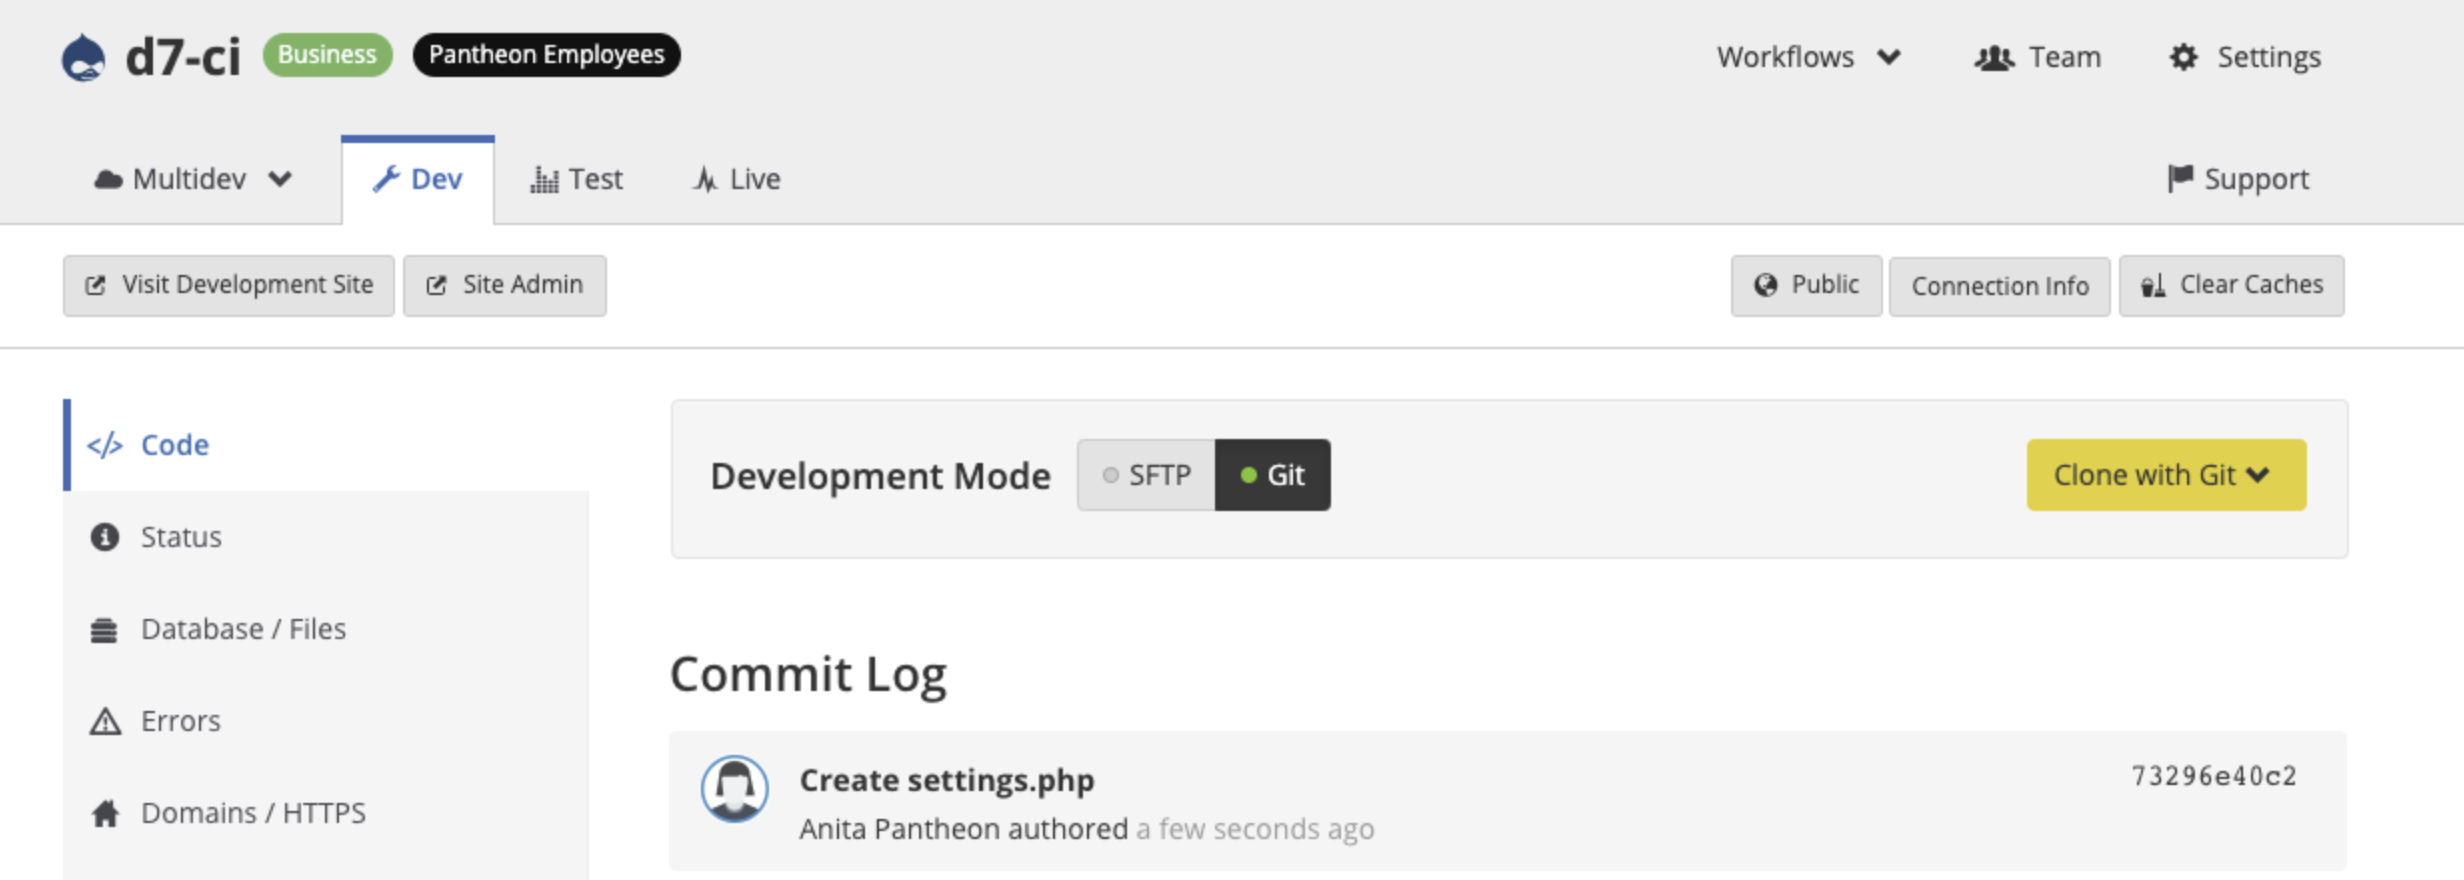 d7-ci Business Pantheon Employees Workflows Team Settings
Multidev Dev Test Live Support
Visit Development Site Site Admin Public Connection Info Clear Caches
</> Code
Development Mode SFTP Git Clone with Git
Status
Database / Files
Errors
Domains / HTTPS
Commit Log
Create settings.php 73296e40c2
Anita Pantheon authored a few seconds ago